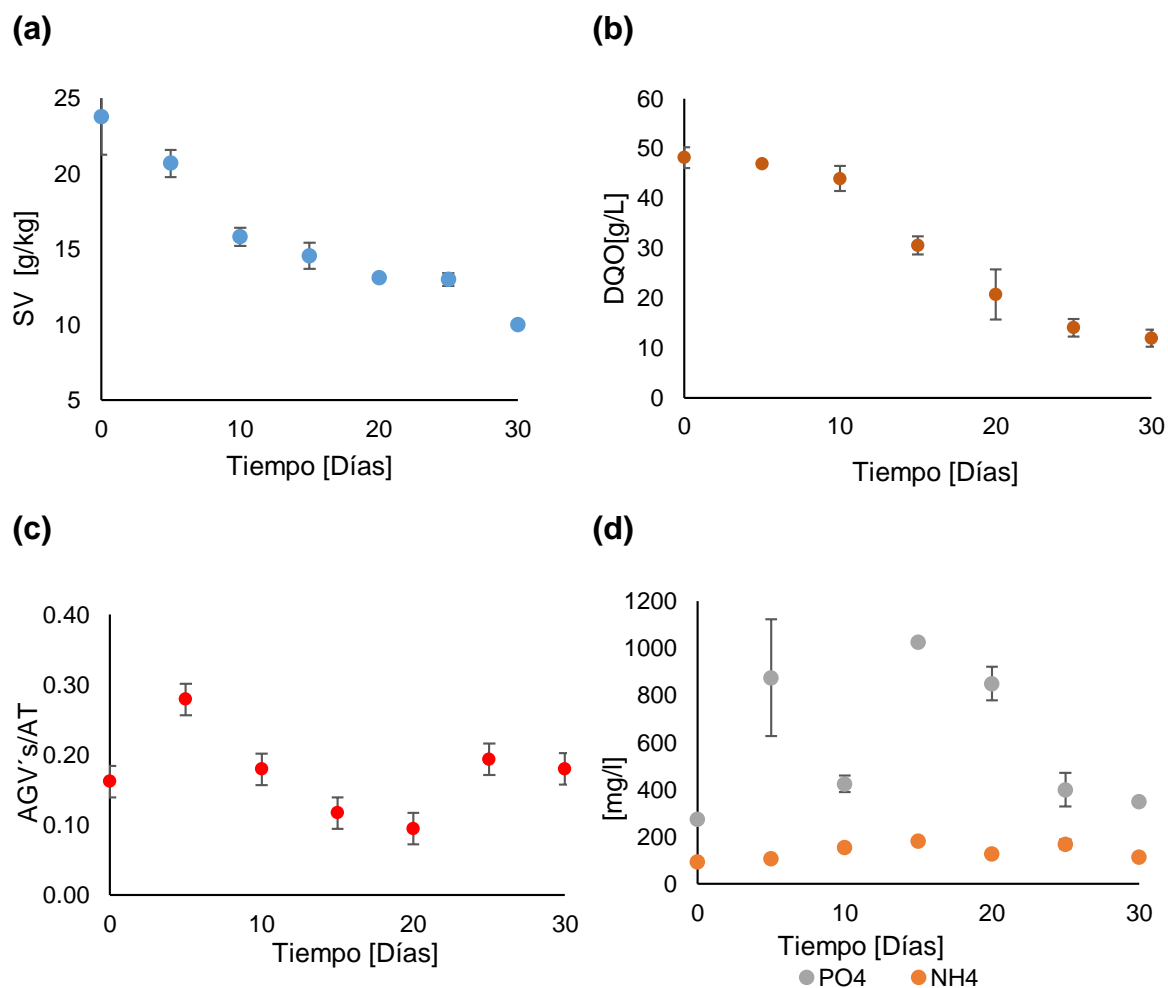 (a)
25
20
15
10
5
SV [g/kg]
0 10 20 30
Tiempo [Días]
(b)
60
50
40
30
20
10
0
DQO[g/L]
0 10 20 30
Tiempo [Días]
(c)
0.40
0.30
0.20
0.10
0.00
AGV´s/AT
0 10 20 30
Tiempo [Días]
(d)
1200
1000
800
600
400
200
0
[mg/l]
0 10 20 30
Tiempo [Días]
PO4 NH4